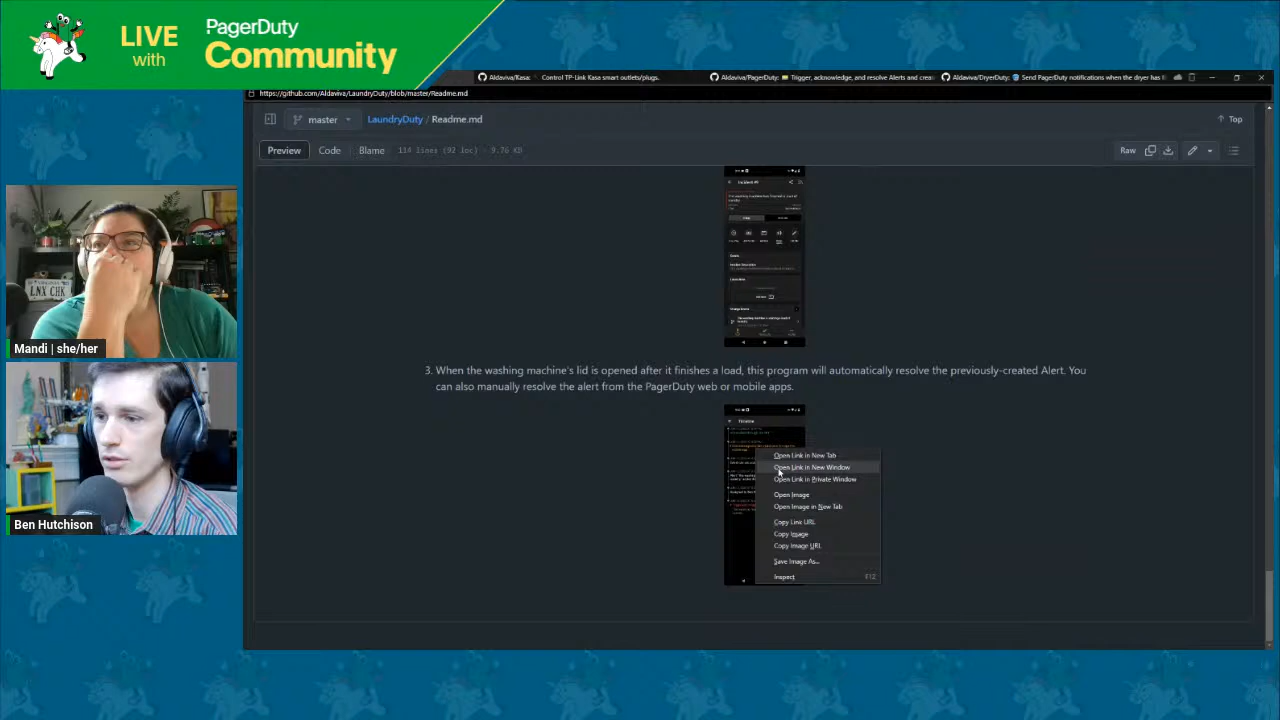 LIVE
with
PagerDuty
Community
Aldaviva/Kasa: Control TP-Link Kasa smart outlets/plugs.
Aldaviva/PagerDuty: Trigger, acknowledge, and resolve Alerts and crea
Aldaviva/DryerDuty: Send PagerDuty notifications when the dryer has
https://github.com/Aldaviva/LaundryDuty/blob/master/Readme.md
master
LaundryDuty / Readme.md
Top
Preview
Code
Blame
114 lines (92 loc) · 9.76 KB
Raw
LNX CHK
Mandi | she/her
Ben Hutchison
3. When the washing machine's lid is opened after it finishes a load, this program will automatically resolve the previously-created Alert. You
can also manually resolve the alert from the PagerDuty web or mobile apps.
Timeline
Open Link in New Tab
Open Link in New Window
Open Link in Private Window
Open Image
Open Image in New Tab
Copy Link URL
Copy Image
Copy Image URL
Save Image As...
Inspect F12